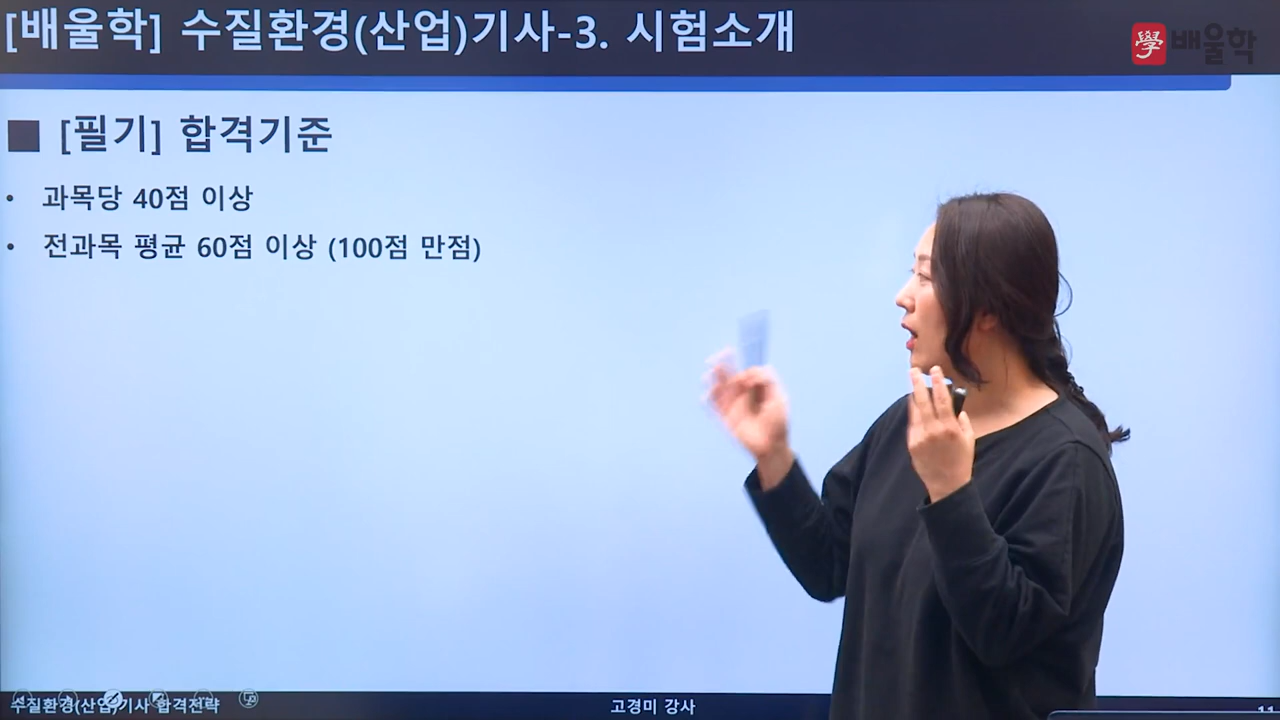 [배울학] 수질환경(산업)기사-3. 시험소개
學 배울학
■ [필기] 합격기준
• 과목당 40점 이상
• 전과목 평균 60점 이상 (100점 만점)
수질환경(산업)기사 합격전략
고경미 강사
11